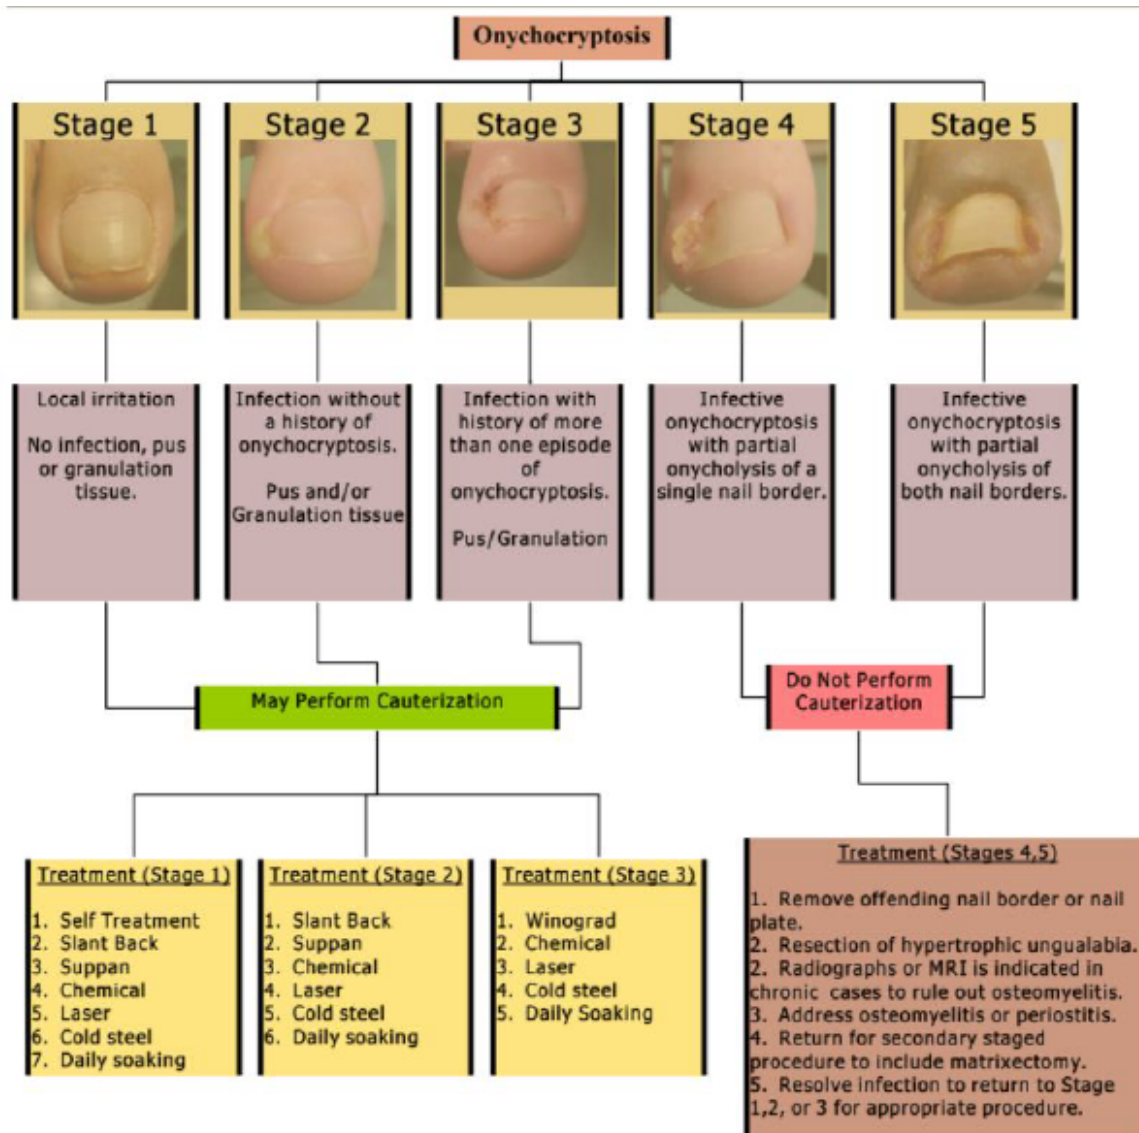 Onychocryptosis
Stage 1
Stage 2
Stage 3
Stage 4
Stage 5
Local irritation
No infection, pus
or granulation
tissue.
Infection without
a history of
onychocryptosis.
Pus and/or
Granulation tissue
Infection with
history of more
than one episode
of
onychocryptosis.
Pus/Granulation
Infective
onychocryptosis
with partial
onycholysis of a
single nail border.
Infective
onychocryptosis
with partial
onycholysis of
both nail borders.
May Perform Cauterization
Do Not Perform
Cauterization
Treatment (Stage 1)
1. Self Treatment
2. Slant Back
3. Suppan
4. Chemical
5. Laser
6. Cold steel
7. Daily soaking
Treatment (Stage 2)
1. Slant Back
2. Suppan
3. Chemical
4. Laser
5. Cold steel
6. Daily soaking
Treatment (Stage 3)
1. Winograd
2. Chemical
3. Laser
4. Cold steel
5. Daily Soaking
Treatment (Stages 4,5)
1. Remove offending nail border or nail
plate.
2. Resection of hypertrophic ungualabia.
2. Radiographs or MRI is indicated in
chronic cases to rule out osteomyelitis.
3. Address osteomyelitis or periostitis.
4. Return for secondary staged
procedure to include matrixectomy.
5. Resolve infection to return to Stage
1,2, or 3 for appropriate procedure.